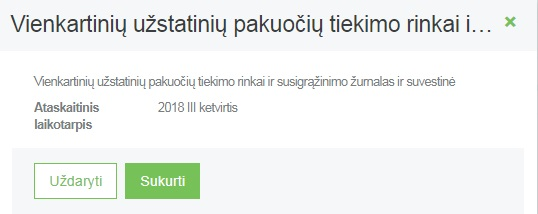 Vienkartinių užstatinių pakuočių tiekimo rinkai i...
Vienkartinių užstatinių pakuočių tiekimo rinkai ir susigrąžinimo žurnalas ir suvestinė
Ataskaitinis laikotarpis
2018 III ketvirtis
Uždaryti
Sukurti